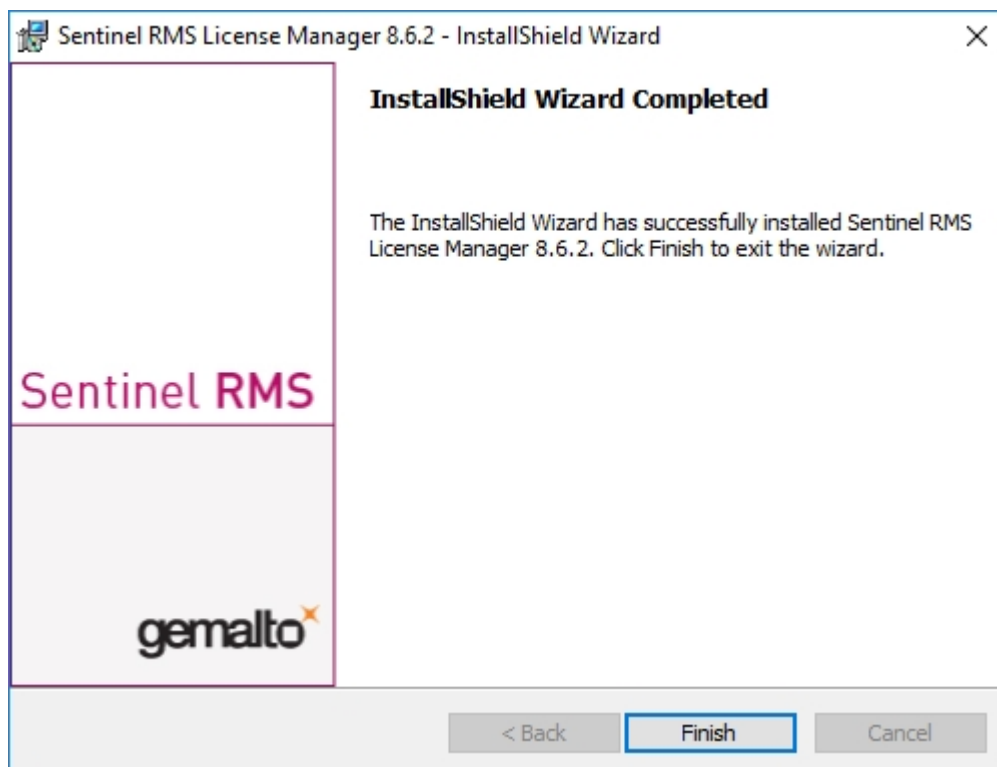 Sentinel RMS License Manager 8.6.2 - InstallShield Wizard
InstallShield Wizard Completed
The InstallShield Wizard has successfully installed Sentinel RMS
License Manager 8.6.2. Click Finish to exit the wizard.
Sentinel RMS
gemalto
< Back
Finish
Cancel